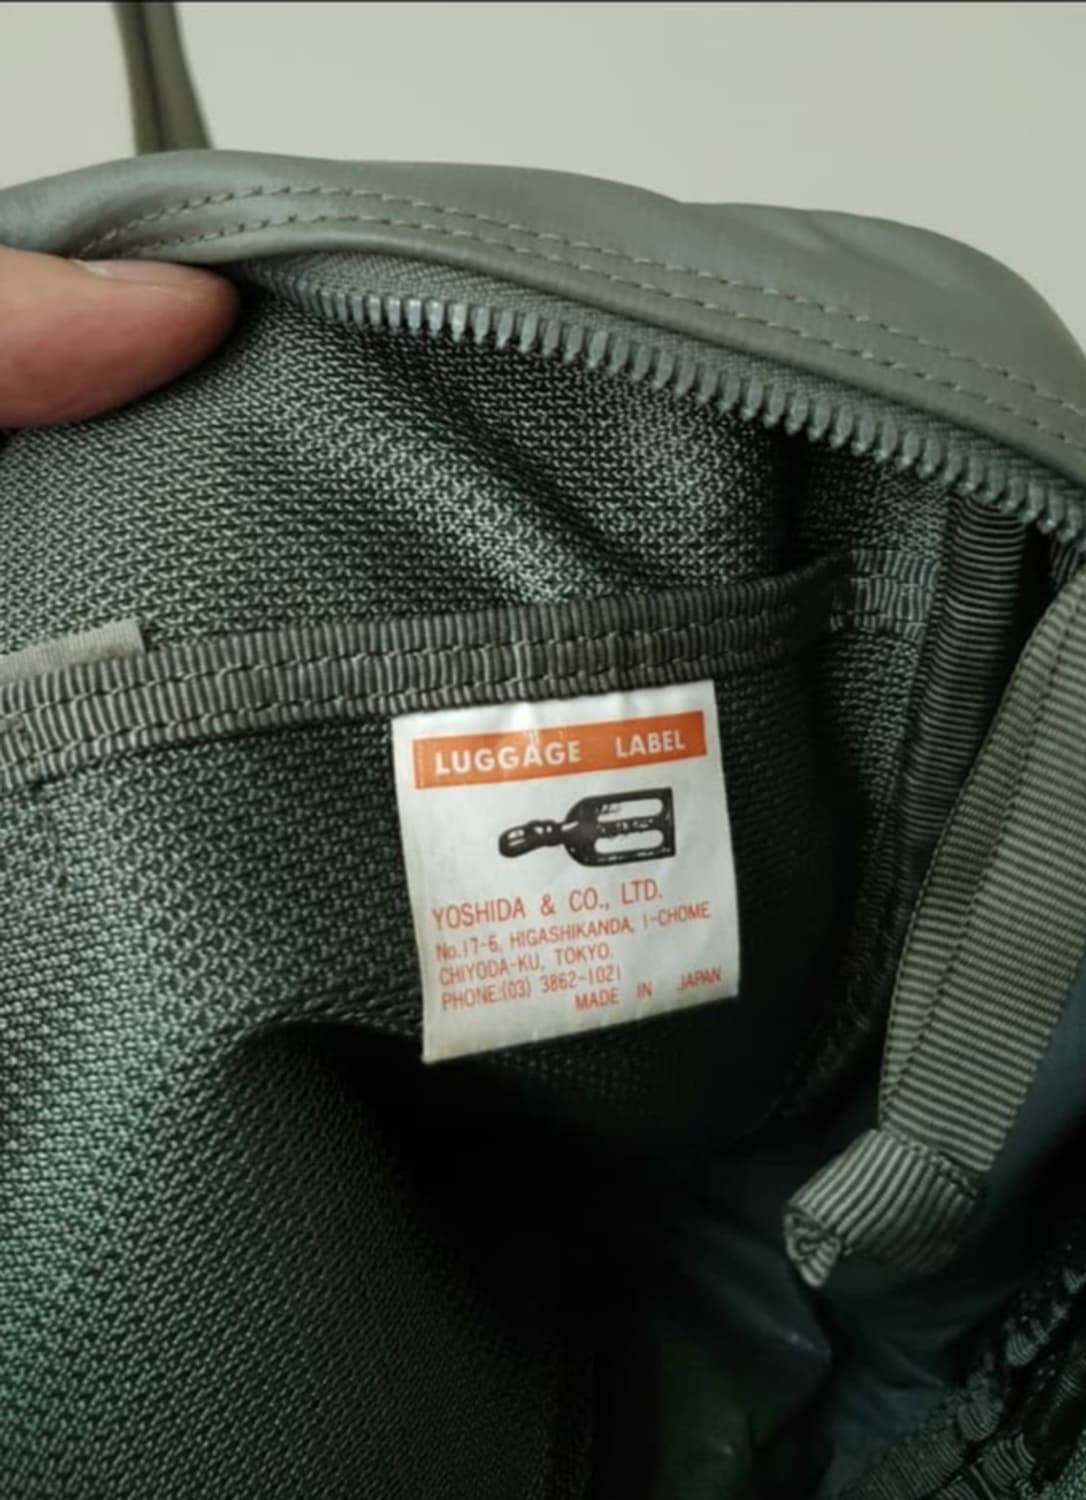 LUGGAGE LABEL
YOSHIDA & CO., LTD.
No.17-6, HIGASHIKANDA, 1-CHOME
CHIYODA-KU, TOKYO.
PHONE:(03) 3862-1021
MADE IN JAPAN